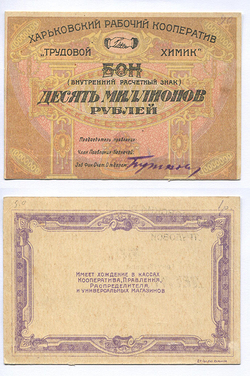 ХАРЬКОВСКИЙ РАБОЧИЙ КООПЕРАТИВ
"ТРУДОВОЙ ХИМИК"
БОН
(ВНУТРЕННИЙ РАСЧЕТНЫЙ ЗНАК)
ДЕСЯТЬ МИЛЛИОНОВ
РУБЛЕЙ
Председатель правления
Член Правления
ИМЕЕТ ХОЖДЕНИЕ В КАССАХ
КООПЕРАТИВА, ПРАВЛЕНИЯ,
РАСПРЕДЕЛИТЕЛЯ
И УНИВЕРСАЛЬНЫХ МАГАЗИНОВ